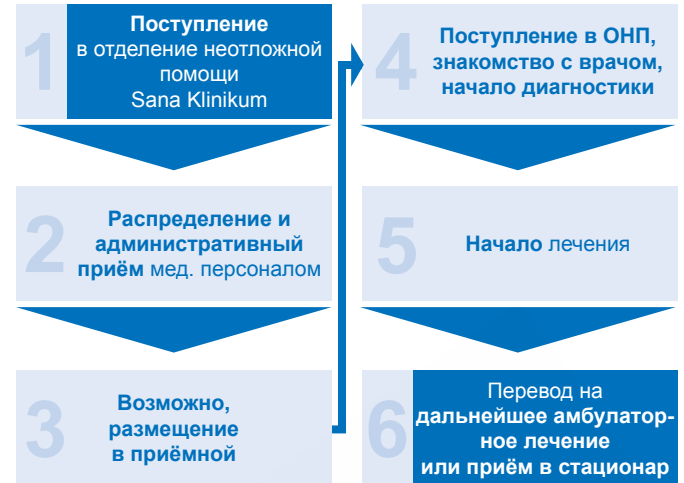 1
Поступление
в отделение неотложной
помощи
Sana Klinikum
2
Распределение и
административный
приём мед. персоналом
3
Возможно,
размещение
в приёмной
4
Поступление в ОНП,
знакомство с врачом,
начало диагностики
5
Начало лечения
6
Перевод на
дальнейшее амбулатор-
ное лечение
или приём в стационар